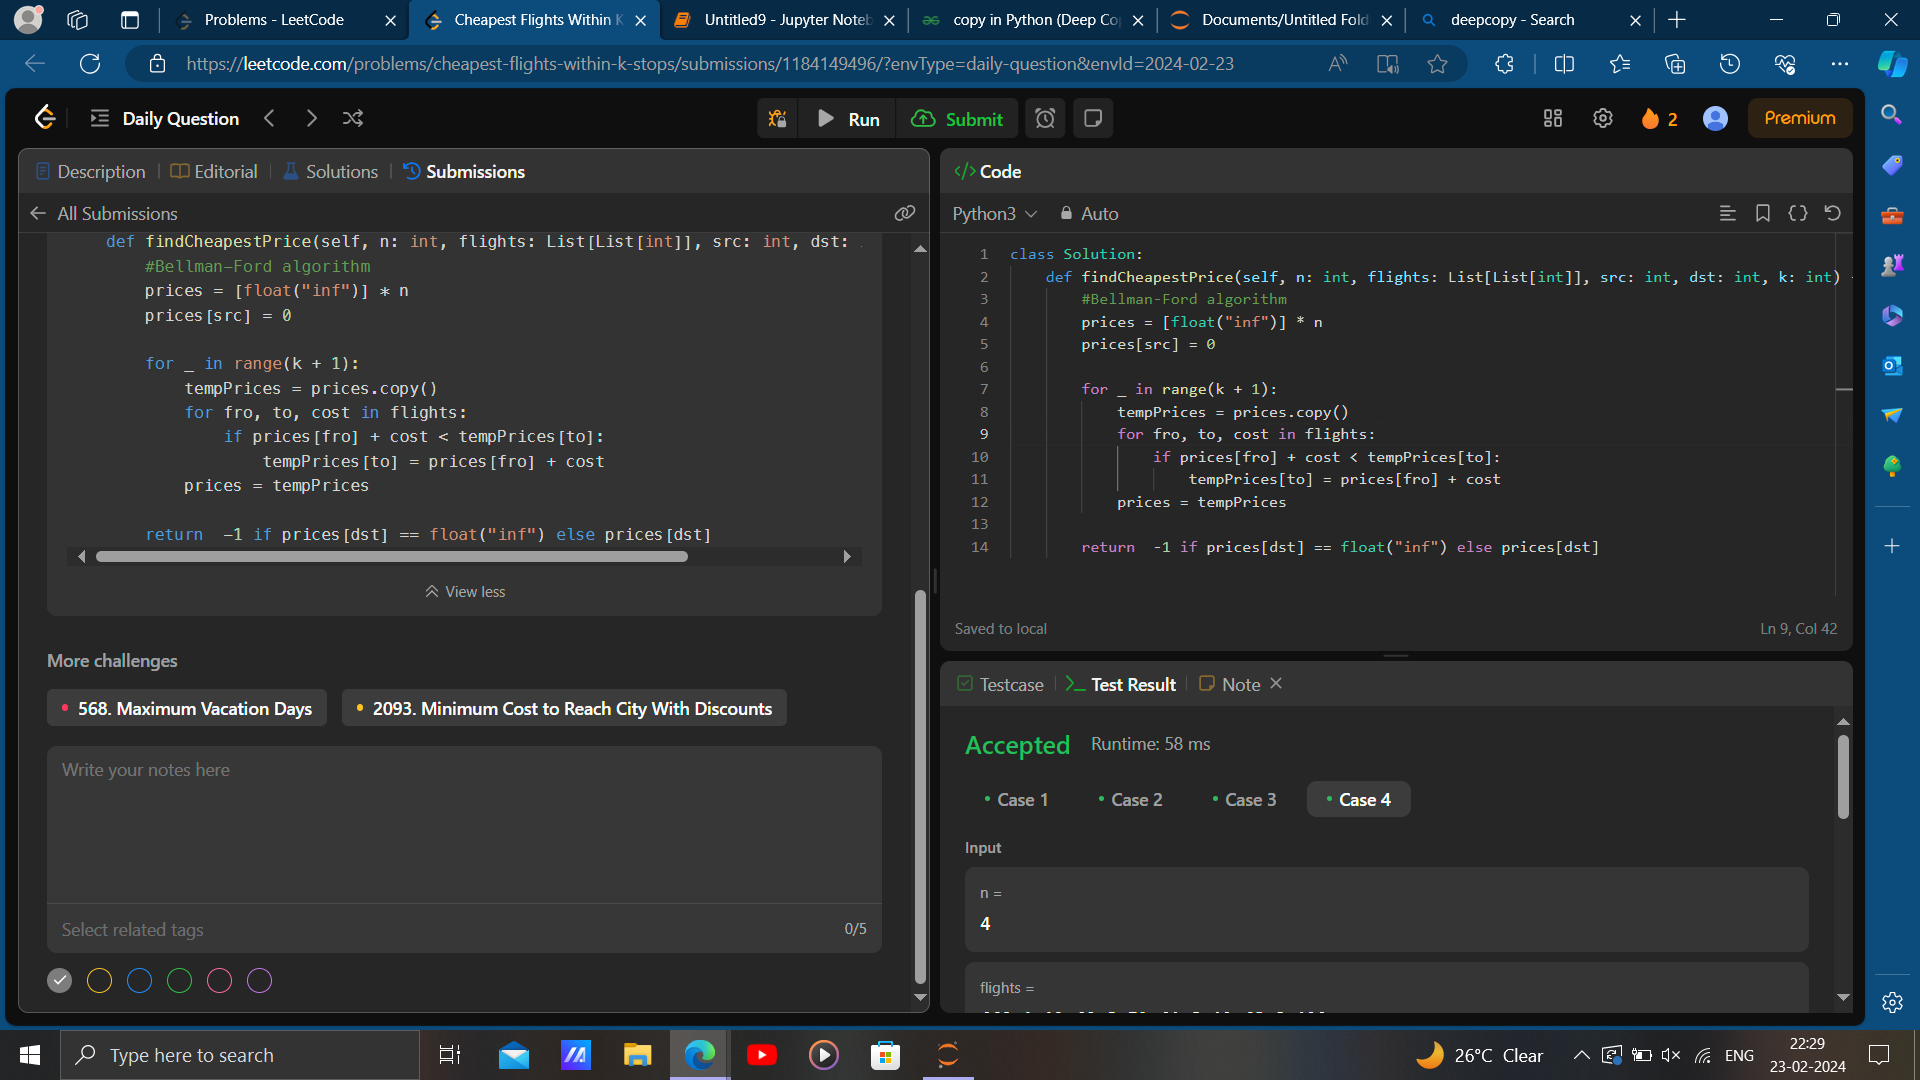 Problems - LeetCode
Cheapest Flights Within K
Untitled9 - Jupyter Noteb
copy in Python (Deep Co
Documents/Untitled Fold
deepcopy - Search
https://leetcode.com/problems/cheapest-flights-within-k-stops/submissions/1184149496/?envType=daily-question&envId=2024-02-23
Daily Question
Run
Submit
2
Premium
Description
Editorial
Solutions
Submissions
All Submissions
def findCheapestPrice(self, n: int, flights: List[List[int]], src: int, dst:
#Bellman-Ford algorithm
prices = [float("inf")] * n
prices[src] = 0
for _ in range(k + 1):
tempPrices = prices.copy()
for fro, to, cost in flights:
if prices[fro] + cost < tempPrices[to]:
tempPrices[to] = prices[fro] + cost
prices = tempPrices
return  -1 if prices[dst] == float("inf") else prices[dst]
View less
More challenges
568. Maximum Vacation Days
2093. Minimum Cost to Reach City With Discounts
Write your notes here
Select related tags
0/5
</> Code
Python3
Auto
1 class Solution:
2 def findCheapestPrice(self, n: int, flights: List[List[int]], src: int, dst: int, k: int)
3 #Bellman-Ford algorithm
4 prices = [float("inf")] * n
5 prices[src] = 0
6
7 for _ in range(k + 1):
8 tempPrices = prices.copy()
9 for fro, to, cost in flights:
10 if prices[fro] + cost < tempPrices[to]:
11 tempPrices[to] = prices[fro] + cost
12 prices = tempPrices
13
14 return  -1 if prices[dst] == float("inf") else prices[dst]
Saved to local
Ln 9, Col 42
Testcase
Test Result
Note
Accepted
Runtime: 58 ms
Case 1
Case 2
Case 3
Case 4
Input
n =
4
flights =
Type here to search
26°C Clear
ENG
22:29
23-02-2024